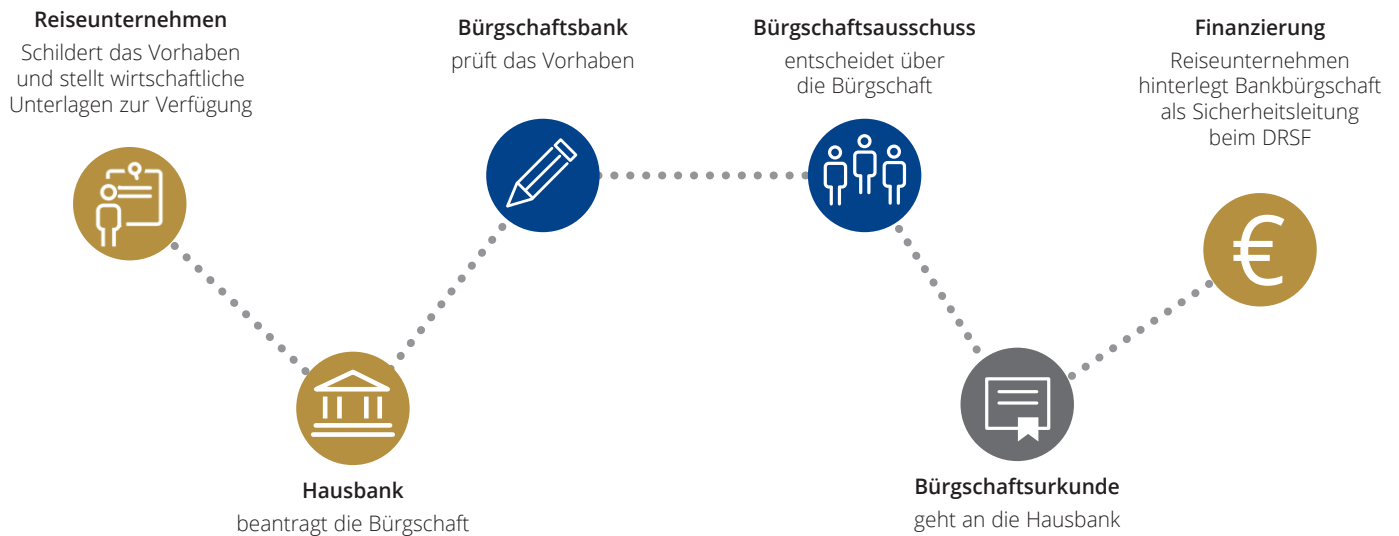 Reiseunternehmen
Schildert das Vorhaben
und stellt wirtschaftliche
Unterlagen zur Verfügung
Hausbank
beantragt die Bürgschaft
Bürgschaftsbank
prüft das Vorhaben
Bürgschaftsausschuss
entscheidet über
die Bürgschaft
Bürgschaftsurkunde
geht an die Hausbank
Finanzierung
Reiseunternehmen
hinterlegt Bankbürgschaft
als Sicherheitsleitung
beim DRSF
€